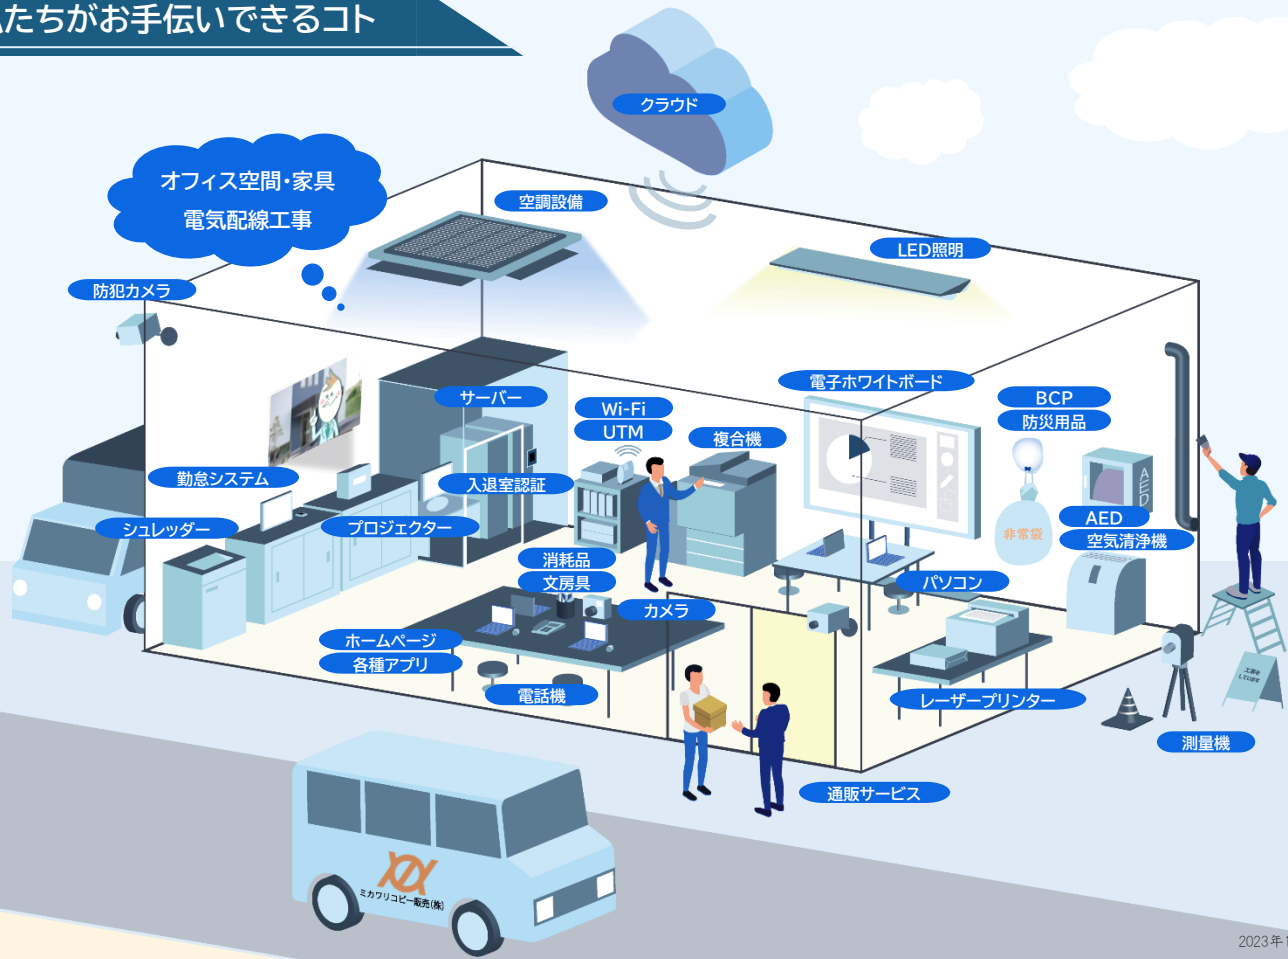 たちがお手伝いできるコト
クラウド
オフィス空間・家具
電気配線工事
空調設備
LED照明
防犯カメラ
サーバー
Wi-Fi
UTM
複合機
電子ホワイトボード
BCP
防災用品
勤怠システム
入退室認証
シュレッダー
プロジェクター
AED
非常袋
AED
空気清浄機
消耗品
文房具
カメラ
パソコン
ホームページ
各種アプリ
電話機
レーザープリンター
工事を
しています
測量機
通販サービス
ミカワリコピー販売(株)
2023年